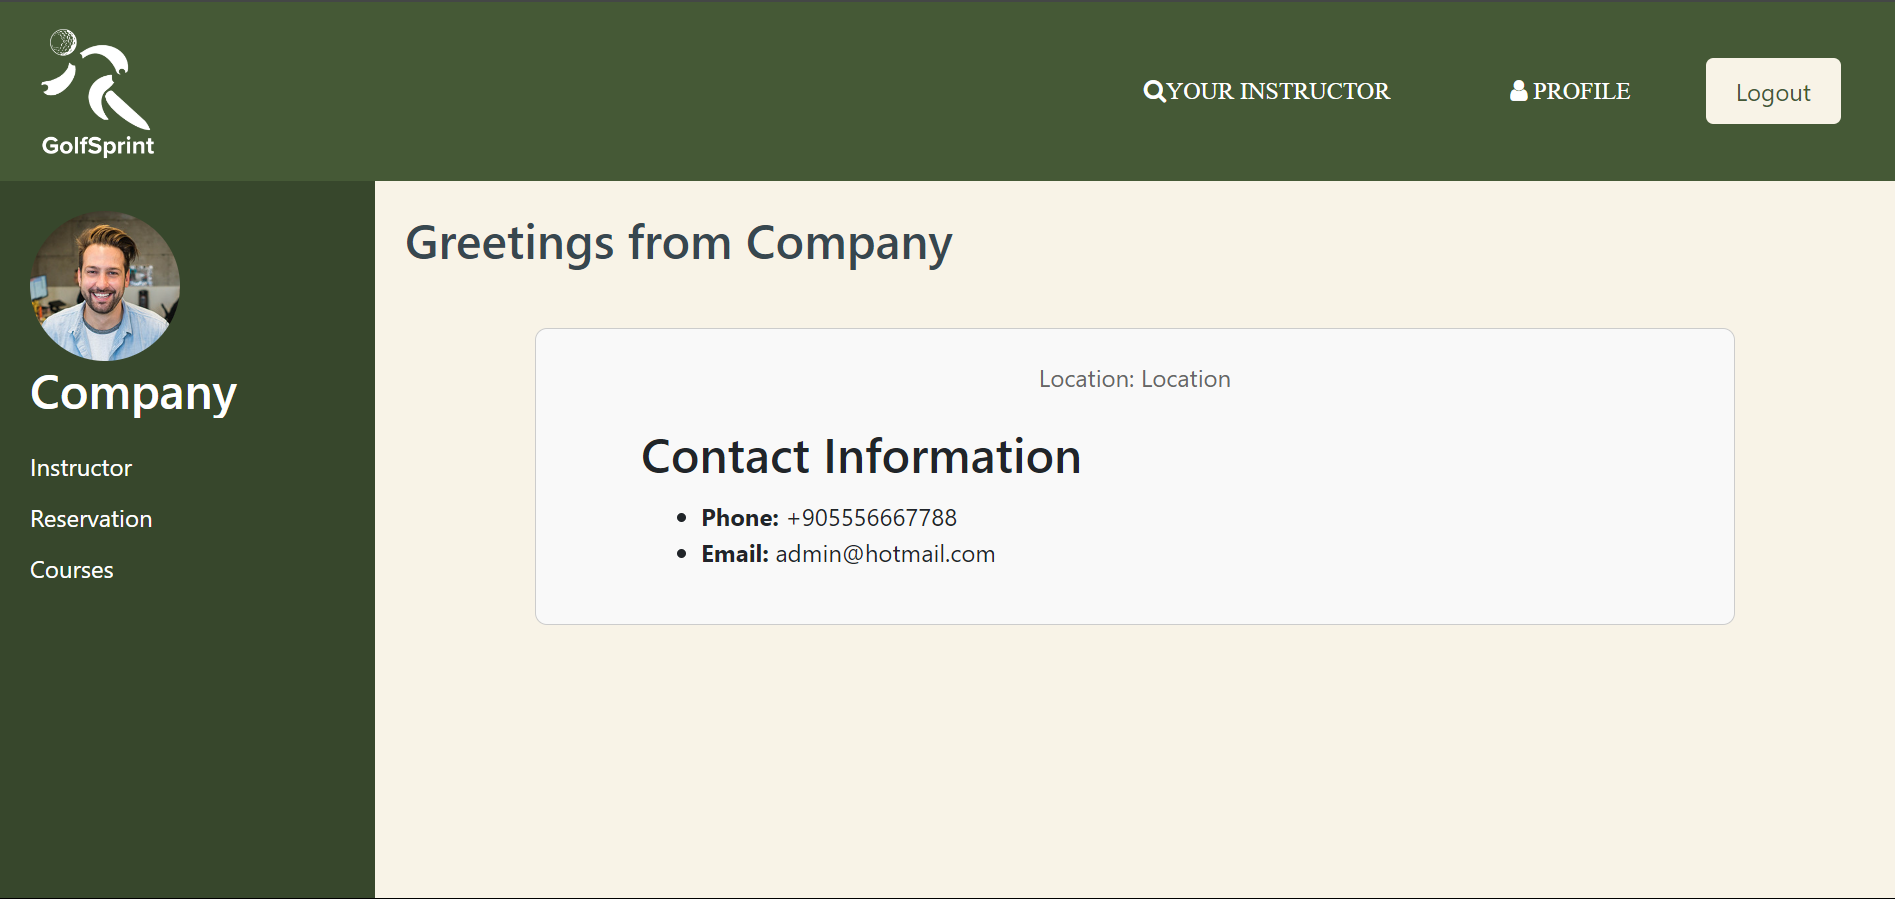 GolfSprint
YOUR INSTRUCTOR
PROFILE
Logout
Company
Instructor
Reservation
Courses
Greetings from Company
Location: Location
Contact Information
Phone: +905556667788
Email: admin@hotmail.com